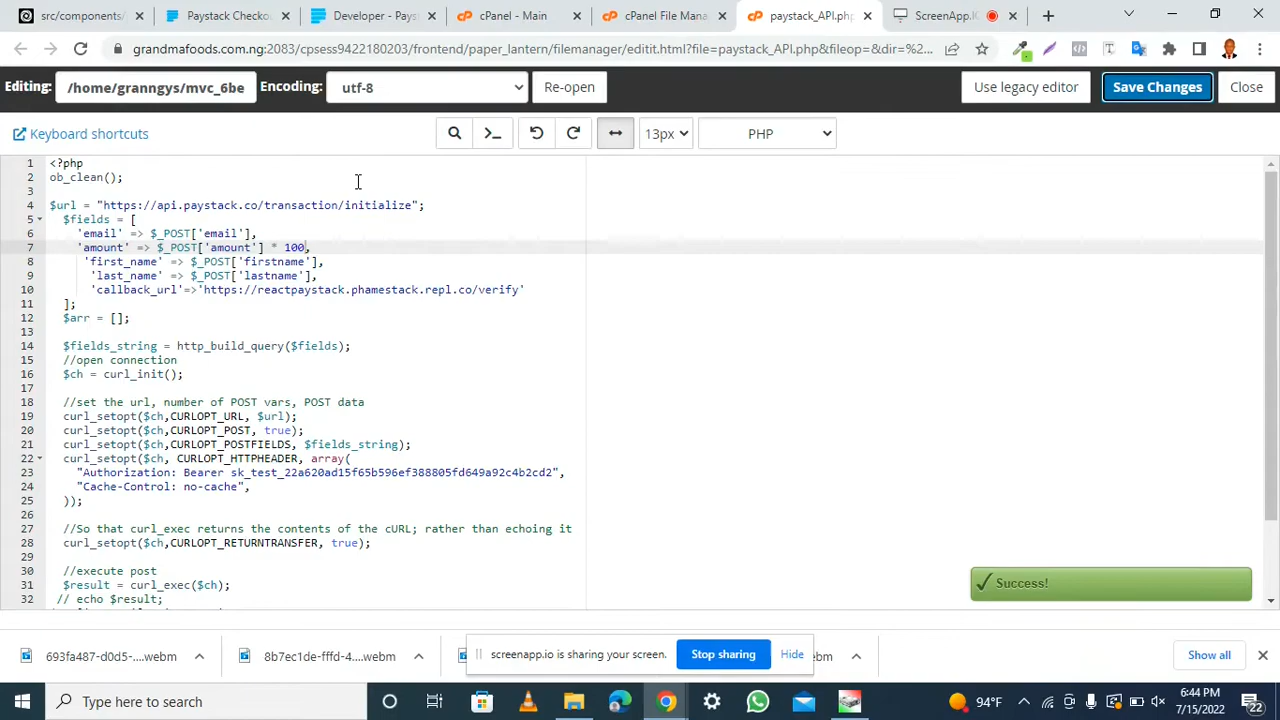 src/components/
Paystack Checko
Developer - Pays
cPanel - Main
cPanel File Mana
paystack_API.ph
ScreenApp.IO
grandmafoods.com.ng:2083/cpsess9422180203/frontend/paper_lantern/filemanager/editit.html?file=paystack_API.php&fileop=&dir=%2...
Editing: /home/granngys/mvc_6be Encoding: utf-8 Re-open Use legacy editor Save Changes Close
Keyboard shortcuts 13px PHP
1 <?php
2 ob_clean();
3
4 $url = "https://api.paystack.co/transaction/initialize";
5 $fields = [
6 'email' => $_POST['email'],
7 'amount' => $_POST['amount'] * 100,
8 'first_name' => $_POST['firstname'],
9 'last_name' => $_POST['lastname'],
10 'callback_url'=>'https://reactpaystack.phamestack.repl.co/verify'
11 ];
12 $arr = [];
13
14 $fields_string = http_build_query($fields);
15 //open connection
16 $ch = curl_init();
17
18 //set the url, number of POST vars, POST data
19 curl_setopt($ch,CURLOPT_URL, $url);
20 curl_setopt($ch,CURLOPT_POST, true);
21 curl_setopt($ch,CURLOPT_POSTFIELDS, $fields_string);
22 curl_setopt($ch, CURLOPT_HTTPHEADER, array(
23 "Authorization: Bearer sk_test_22a620ad15f65b596ef388805fd649a92c4b2cd2",
24 "Cache-Control: no-cache",
25 ));
26
27 //So that curl_exec returns the contents of the cURL; rather than echoing it
28 curl_setopt($ch,CURLOPT_RETURNTRANSFER, true);
29
30 //execute post
31 $result = curl_exec($ch);
32 // echo $result;
Success!
693fa487-d0d5-....webm
8b7ec1de-fffd-4....webm
screenapp.io is sharing your screen. Stop sharing Hide
bm
Show all
Type here to search
94°F
6:44 PM
7/15/2022
22